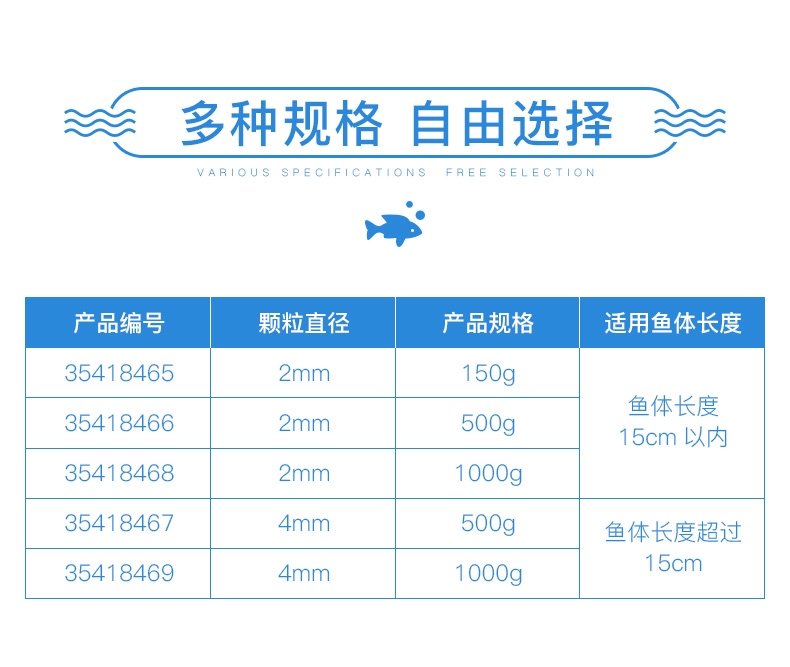 多种规格 自由选择
VARIOUS SPECIFICATIONS FREE SELECTION
产品编号 颗粒直径 产品规格 适用鱼体长度
35418465 2mm 150g
35418466 2mm 500g
35418468 2mm 1000g
鱼体长度
15cm 以内
35418467 4mm 500g
35418469 4mm 1000g
鱼体长度超过
15cm